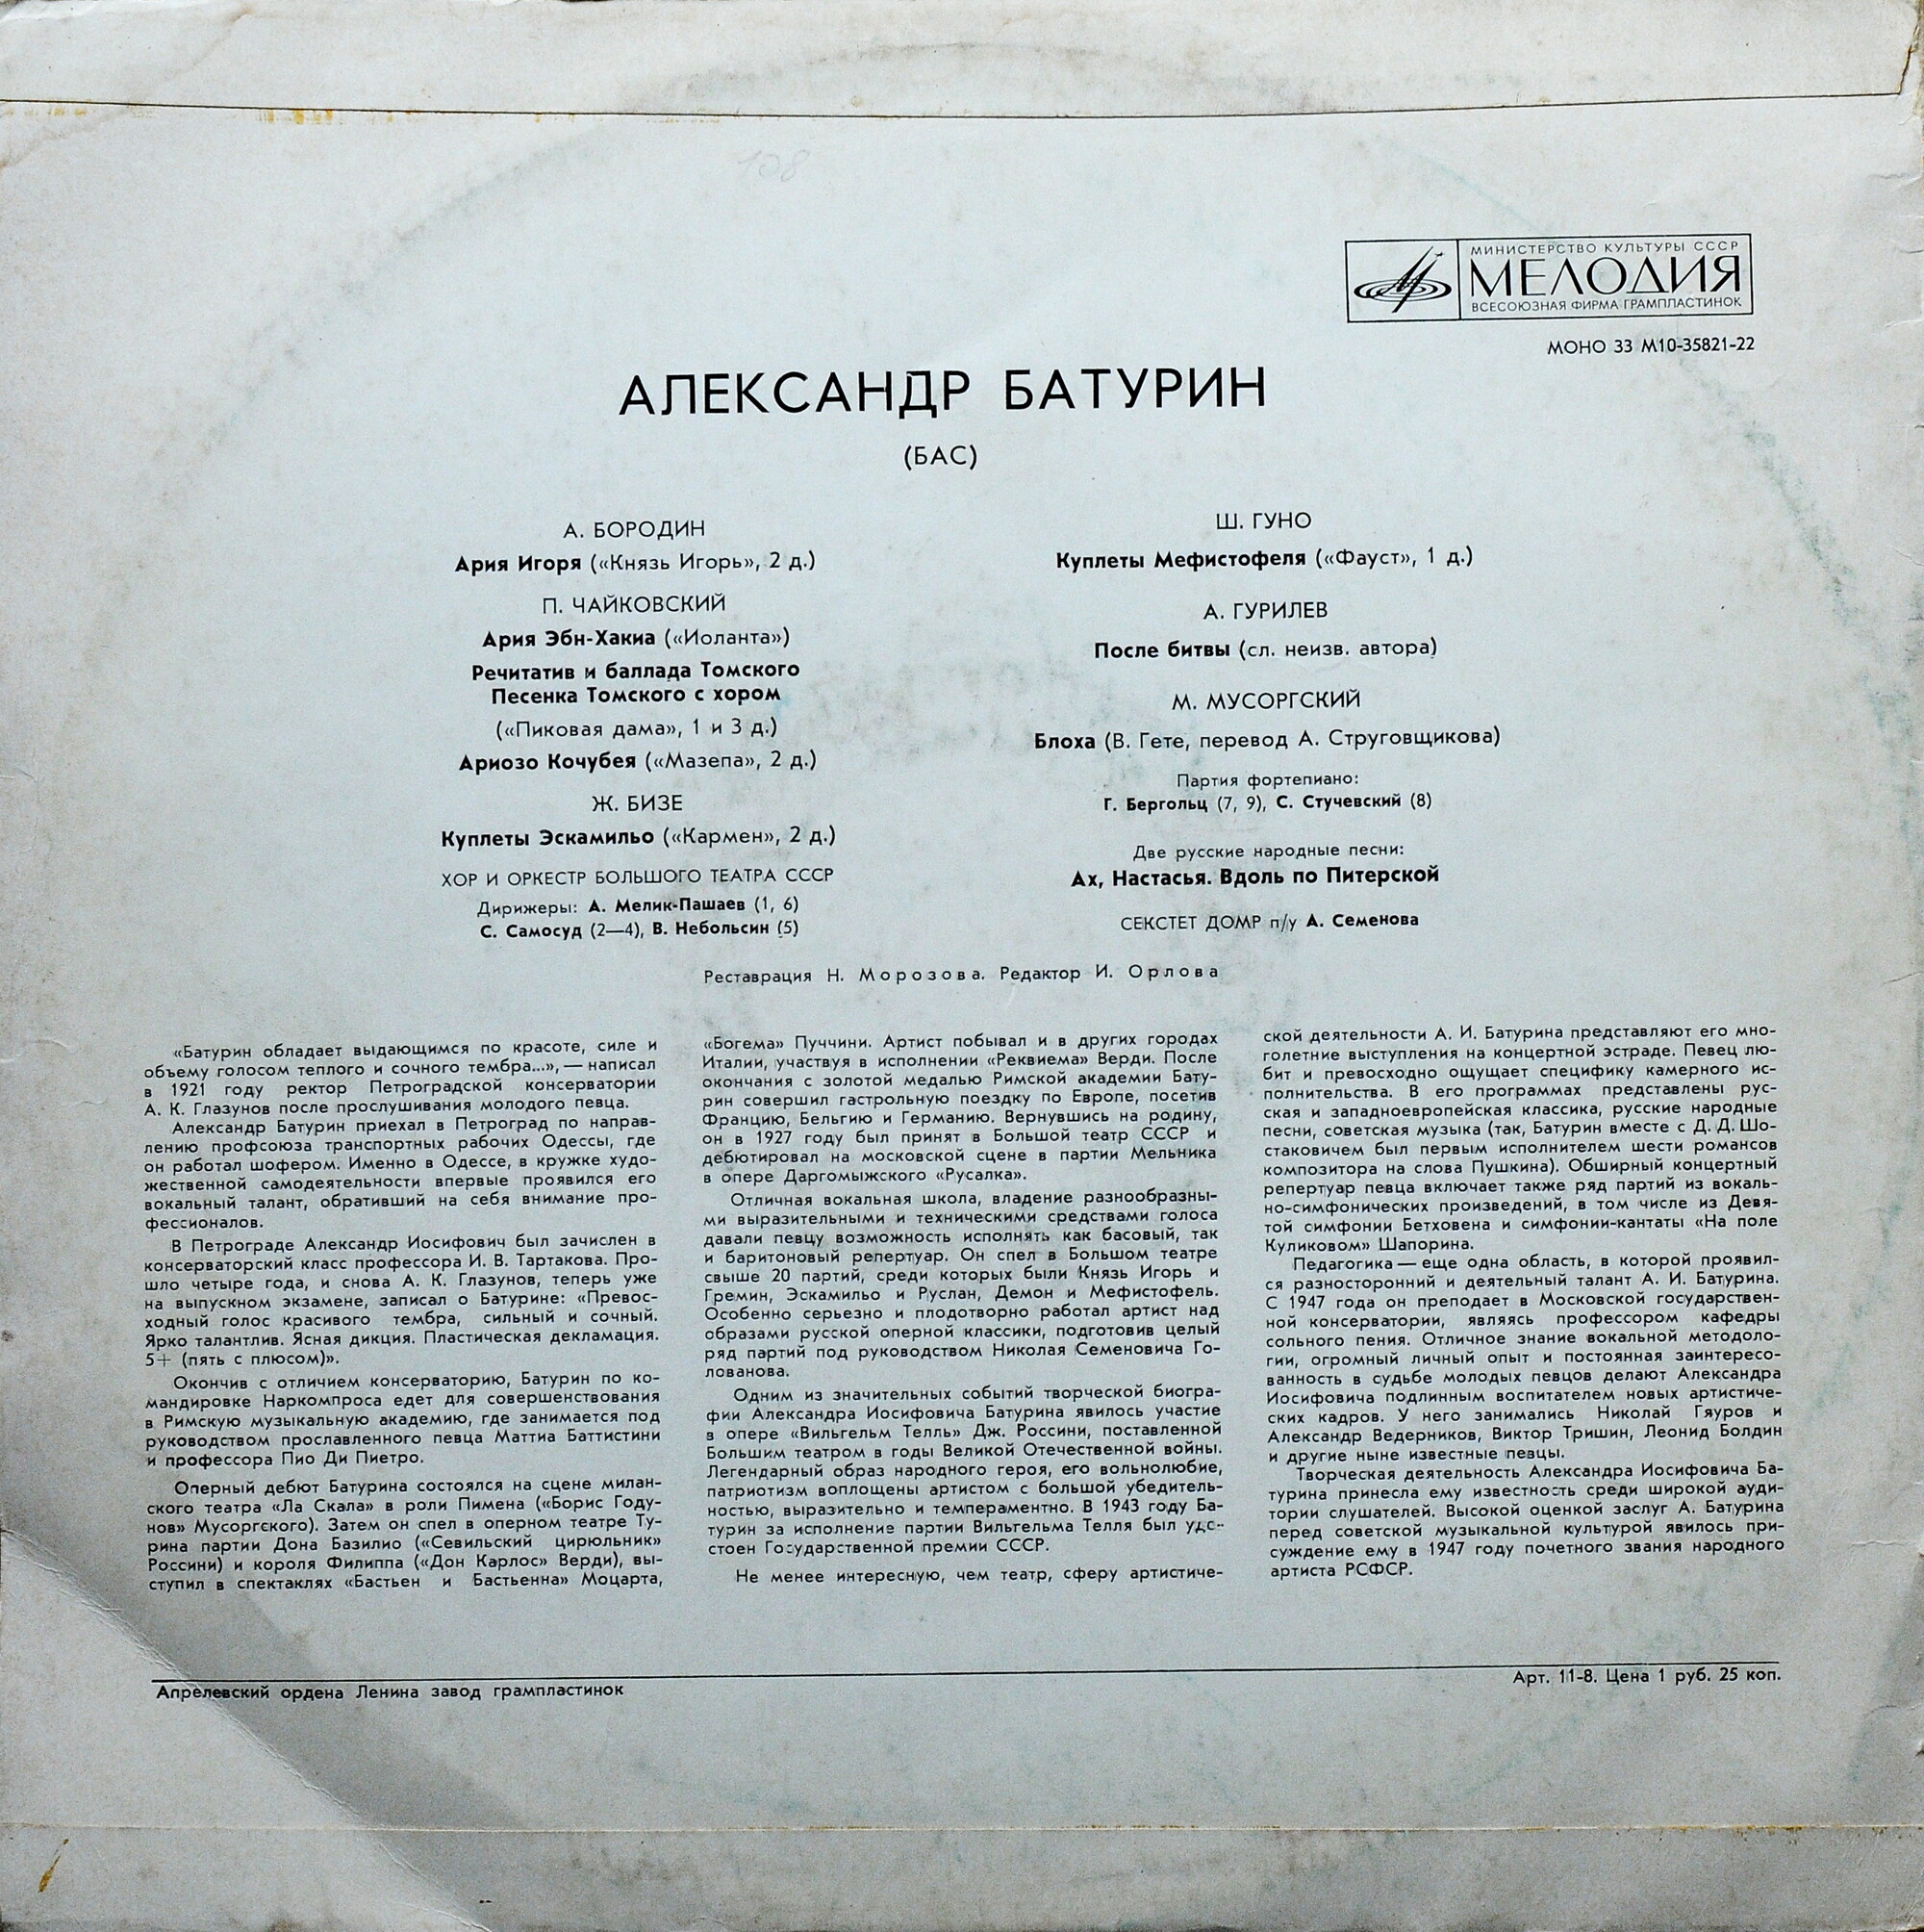 108
МИНИСТЕРСТВО КУЛЬТУРЫ СССР
МЕЛОДИЯ
ВСЕСОЮЗНАЯ ФИРМА ГРАМПЛАСТИНОК
МОНО 33 М10-35821-22
АЛЕКСАНДР БАТУРИН
(БАС)
А. БОРОДИН
Ария Игоря («Князь Игорь», 2 д.)
П. ЧАЙКОВСКИЙ
Ария Эбн-Хакиа («Иоланта»)
Речитатив и баллада Томского
Песенка Томского с хором
(«Пиковая дама», 1 и 3 д.)
Ариозо Кочубея («Мазепа», 2 д.)
Ж. БИЗЕ
Куплеты Эскамильо («Кармен», 2 д.)
ХОР И ОРКЕСТР БОЛЬШОГО ТЕАТРА СССР
Дирижеры: А. Мелик-Пашаев (1, 6)
С. Самосуд (2—4), В. Небольсин (5)
Ш. ГУНО
Куплеты Мефистофеля («Фауст», 1 д.)
А. ГУРИЛЕВ
После битвы (сл. неизв. автора)
М. МУСОРГСКИЙ
Блоха (В. Гете, перевод А. Струговщикова)
Партия фортепиано:
Г. Бергольц (7, 9), С. Стучевский (8)
Две русские народные песни:
Ах, Настасья. Вдоль по Питерской
СЕКСТЕТ ДОМР п/у А. Семенова
Реставрация Н. Морозова. Редактор И. Орлова
«Батурин обладает выдающимся по красоте, силе и
объему голосом теплого и сочного тембра...», — написал
в 1921 году ректор Петроградской консерватории
А. К. Глазунов после прослушивания молодого певца.
Александр Батурин приехал в Петроград по направ-
лению профсоюза транспортных рабочих Одессы, где
он работал шофером. Именно в Одессе, в кружке худо-
жественной самодеятельности впервые проявился его
вокальный талант, обративший на себя внимание про-
фессионалов.
В Петрограде Александр Иосифович был зачислен в
консерваторский класс профессора И. В. Тартакова. Про-
шло четыре года, и снова А. К. Глазунов, теперь уже
на выпускном экзамене, записал о Батурине: «Превос-
ходный голос красивого тембра, сильный и сочный.
Ярко талантлив. Ясная дикция. Пластическая декламация.
5+ (пять с плюсом)».
Окончив с отличием консерваторию, Батурин по ко-
мандировке Наркомпроса едет для совершенствования
в Римскую музыкальную академию, где занимается под
руководством прославленного певца Маттиа Баттистини
и профессора Пио Ди Пиетро.
Оперный дебют Батурина состоялся на сцене милан-
ского театра «Ла Скала» в роли Пимена («Борис Году-
нов» Мусоргского). Затем он спел в оперном театре Ту-
рина партии Дона Базилио («Севильский цирюльник»
Россини) и короля Филиппа («Дон Карлос» Верди), вы-
ступил в спектаклях «Бастьен и Бастьенна» Моцарта,
«Богема» Пуччини. Артист побывал и в других городах
Италии, участвуя в исполнении «Реквиема» Верди. После
окончания с золотой медалью Римской академии Бату-
рин совершил гастрольную поездку по Европе, посетив
Францию, Бельгию и Германию. Вернувшись на родину,
он в 1927 году был принят в Большой театр СССР и
дебютировал на московской сцене в партии Мельника
в опере Даргомыжского «Русалка».
Отличная вокальная школа, владение разнообразны-
ми выразительными и техническими средствами голоса
давали певцу возможность исполнять как басовый, так
и баритоновый репертуар. Он спел в Большом театре
свыше 20 партий, среди которых были Князь Игорь и
Гремин, Эскамильо и Руслан, Демон и Мефистофель.
Особенно серьезно и плодотворно работал артист над
образами русской оперной классики, подготовив целый
ряд партий под руководством Николая Семеновича Го-
лованова.
Одним из значительных событий творческой биогра-
фии Александра Иосифовича Батурина явилось участие
в опере «Вильгельм Телль» Дж. Россини, поставленной
Большим театром в годы Великой Отечественной войны.
Легендарный образ народного героя, его вольнолюбие,
патриотизм воплощены артистом с большой убедитель-
ностью, выразительно и темпераментно. В 1943 году Ба-
турин за исполнение партии Вильгельма Телля был удо-
стоен Государственной премии СССР.
Не менее интересную, чем театр, сферу артистиче-
ской деятельности А. И. Батурина представляют его мно-
голетние выступления на концертной эстраде. Певец лю-
бит и превосходно ощущает специфику камерного ис-
полнительства. В его программах представлены рус-
ская и западноевропейская классика, русские народные
песни, советская музыка (так, Батурин вместе с Д. Д. Шо-
стаковичем был первым исполнителем шести романсов
композитора на слова Пушкина). Обширный концертный
репертуар певца включает также ряд партий из вокаль-
но-симфонических произведений, в том числе из Девя-
той симфонии Бетховена и симфонии-кантаты «На поле
Куликовом» Шапорина.
Педагогика — еще одна область, в которой проявил-
ся разносторонний и деятельный талант А. И. Батурина.
С 1947 года он преподает в Московской государствен-
ной консерватории, являясь профессором кафедры
сольного пения. Отличное знание вокальной методоло-
гии, огромный личный опыт и постоянная заинтересо-
ванность в судьбе молодых певцов делают Александра
Иосифовича подлинным воспитателем новых артистиче-
ских кадров. У него занимались Николай Гяуров и
Александр Ведерников, Виктор Тришин, Леонид Болдин
и другие ныне известные певцы.
Творческая деятельность Александра Иосифовича Ба-
турина принесла ему известность среди широкой ауди-
тории слушателей. Высокой оценкой заслуг А. Батурина
перед советской музыкальной культурой явилось при-
суждение ему в 1947 году почетного звания народного
артиста РСФСР.
Апрелевский ордена Ленина завод грампластинок
Арт. 11-8. Цена 1 руб. 25 коп.